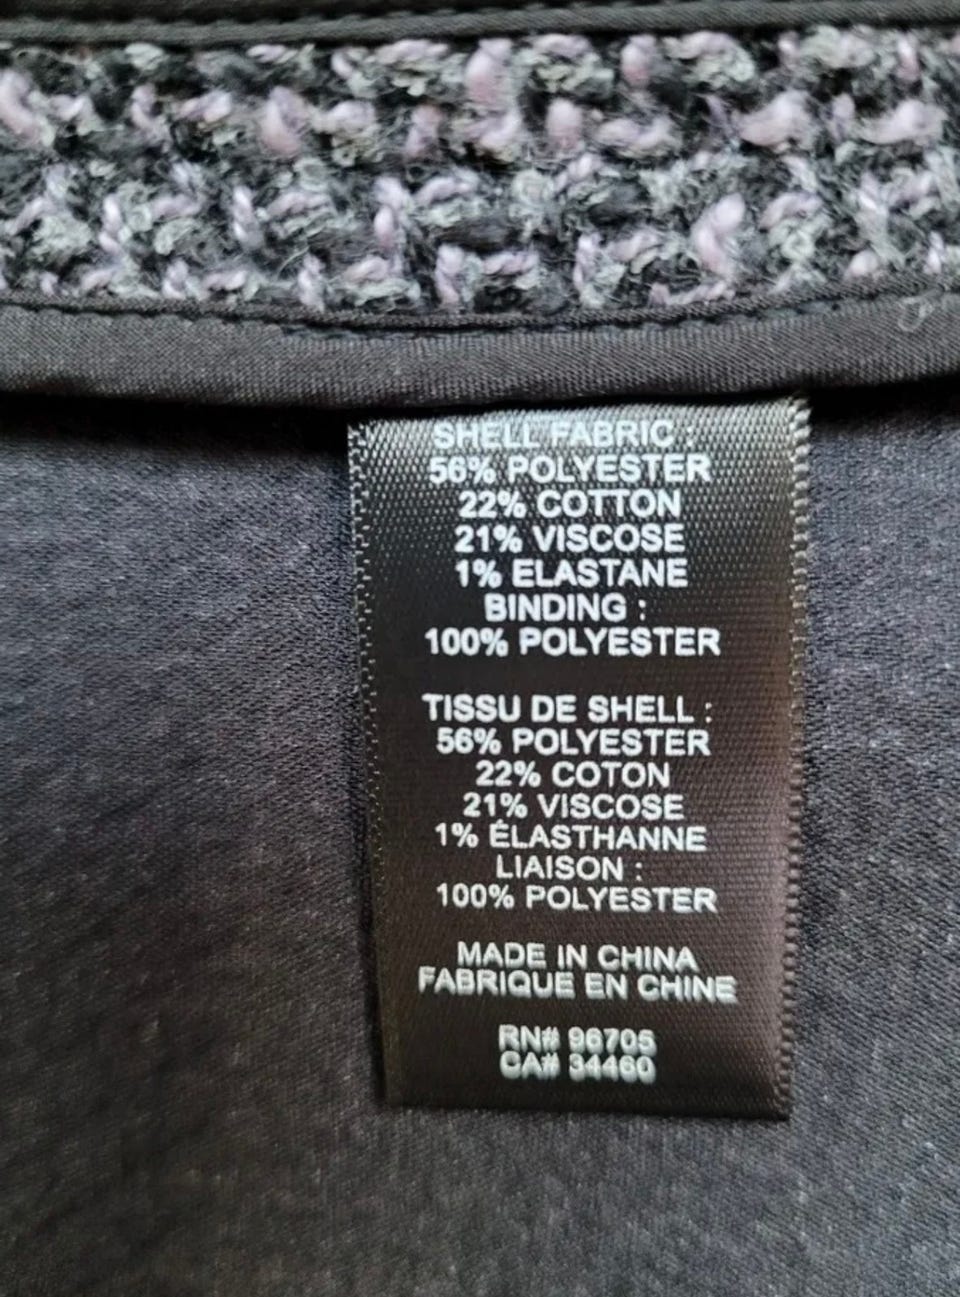 SHELL FABRIC :
56% POLYESTER
22% COTTON
21% VISCOSE
1% ELASTANE
BINDING :
100% POLYESTER
TISSU DE SHELL :
56% POLYESTER
22% COTON
21% VISCOSE
1% ÉLASTHANNE
LIAISON :
100% POLYESTER
MADE IN CHINA
FABRIQUE EN CHINE
RN# 96705
CA# 34460